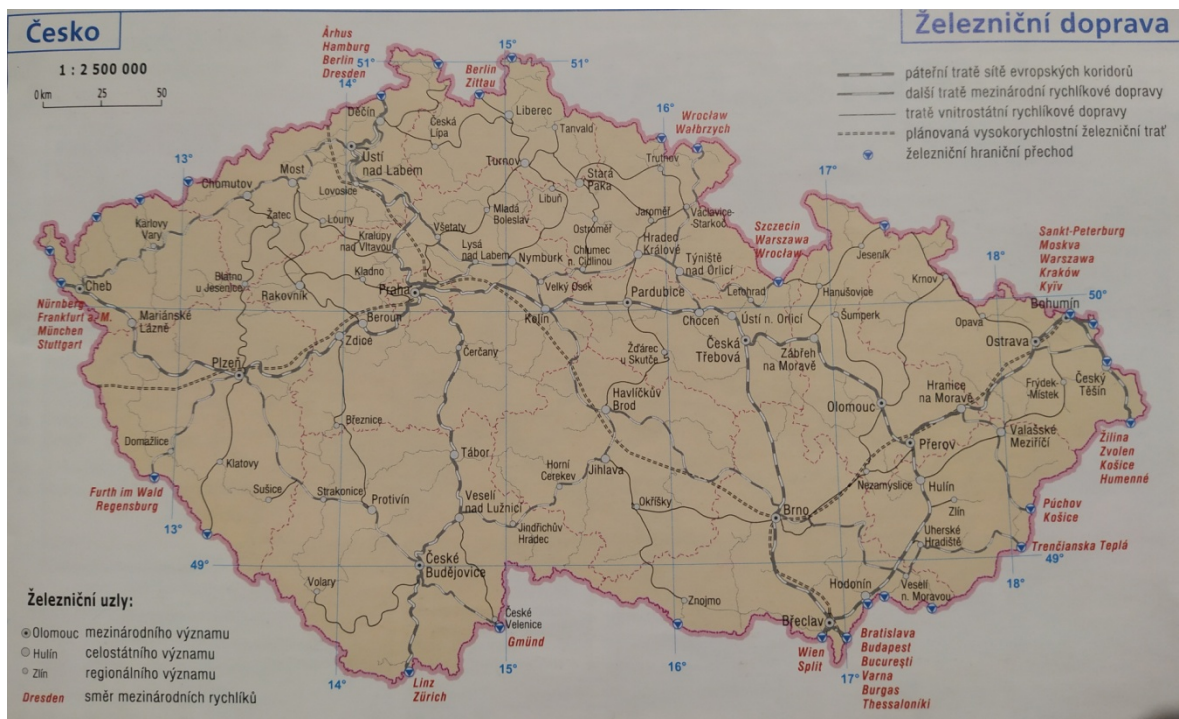 Česko
Železniční doprava
1 : 2 500 000
0 km 25 50
páteřní tratě sítě evropských koridorů
další tratě mezinárodní rychlíkové dopravy
tratě vnitrostátní rychlíkové dopravy
plánovaná vysokorychlostní železniční trať
železniční hraniční přechod
Århus
Hamburg
Berlin
Dresden
51°
14°
Berlin
Zittau
15°
51°
16°
Wrocław
Wałbrzych
17°
13°
Děčín
Česká
Lípa
Liberec
Tanvald
Ústí
nad Labem
Turnov
Trutnov
Most
Chomutov
Lovosice
Stará
Paka
Libuň
Žatec
Louny
Mladá
Boleslav
Jaroměř
Václavice-
Starkoč
Szczecin
Warszawa
Wrocław
Karlovy
Vary
Kralupy
nad Vltavou
Všetaty
Ostroměř
Hradec
Králové
Jeseník
Sankt-Peterburg
Moskva
Warszawa
Kraków
Kyïv
Lysá
nad Labem
Nymburk
Chlumec
n. Cidlinou
Týniště
nad Orlicí
18°
Kladno
Blatno
u Jesenice
Rakovník
Praha
Velký Osek
Letohrad
Hanušovice
Krnov
Cheb
Nürnberg
Frankfurt a. M.
München
Stuttgart
Mariánské
Lázně
Beroun
Kolín
Pardubice
Choceň
Ústí n. Orlicí
Šumperk
Opava
Bohumín
50°
Zdice
Čerčany
Žďárec
u Skutče
Česká
Třebová
Zábřeh
na Moravě
Ostrava
Plzeň
Havlíčkův
Brod
Hranice
na Moravě
Frýdek-
Místek
Český
Těšín
Březnice
Olomouc
Přerov
Valašské
Meziříčí
Domažlice
Klatovy
Tábor
Horní
Cerekev
Jihlava
Žilina
Zvolen
Košice
Humenné
Furth im Wald
Regensburg
Sušice
Strakonice
Protivín
Veselí
nad Lužnicí
Okříšky
Nezamyslice
Hulín
Zlín
Púchov
Košice
13°
Jindřichův
Hradec
Brno
Uherské
Hradiště
Trenčianska Teplá
49°
49°
České
Budějovice
Volary
Hodonín
Veselí
n. Moravou
18°
Znojmo
České
Velenice
Gmünd
Břeclav
Wien
Split
Bratislava
Budapest
Bucureşti
Varna
Burgas
Thessaloníki
14°
Linz
Zürich
15°
16°
17°
Železniční uzly:
Olomouc mezinárodního významu
Hulín celostátního významu
Zlín regionálního významu
Dresden směr mezinárodních rychlíků